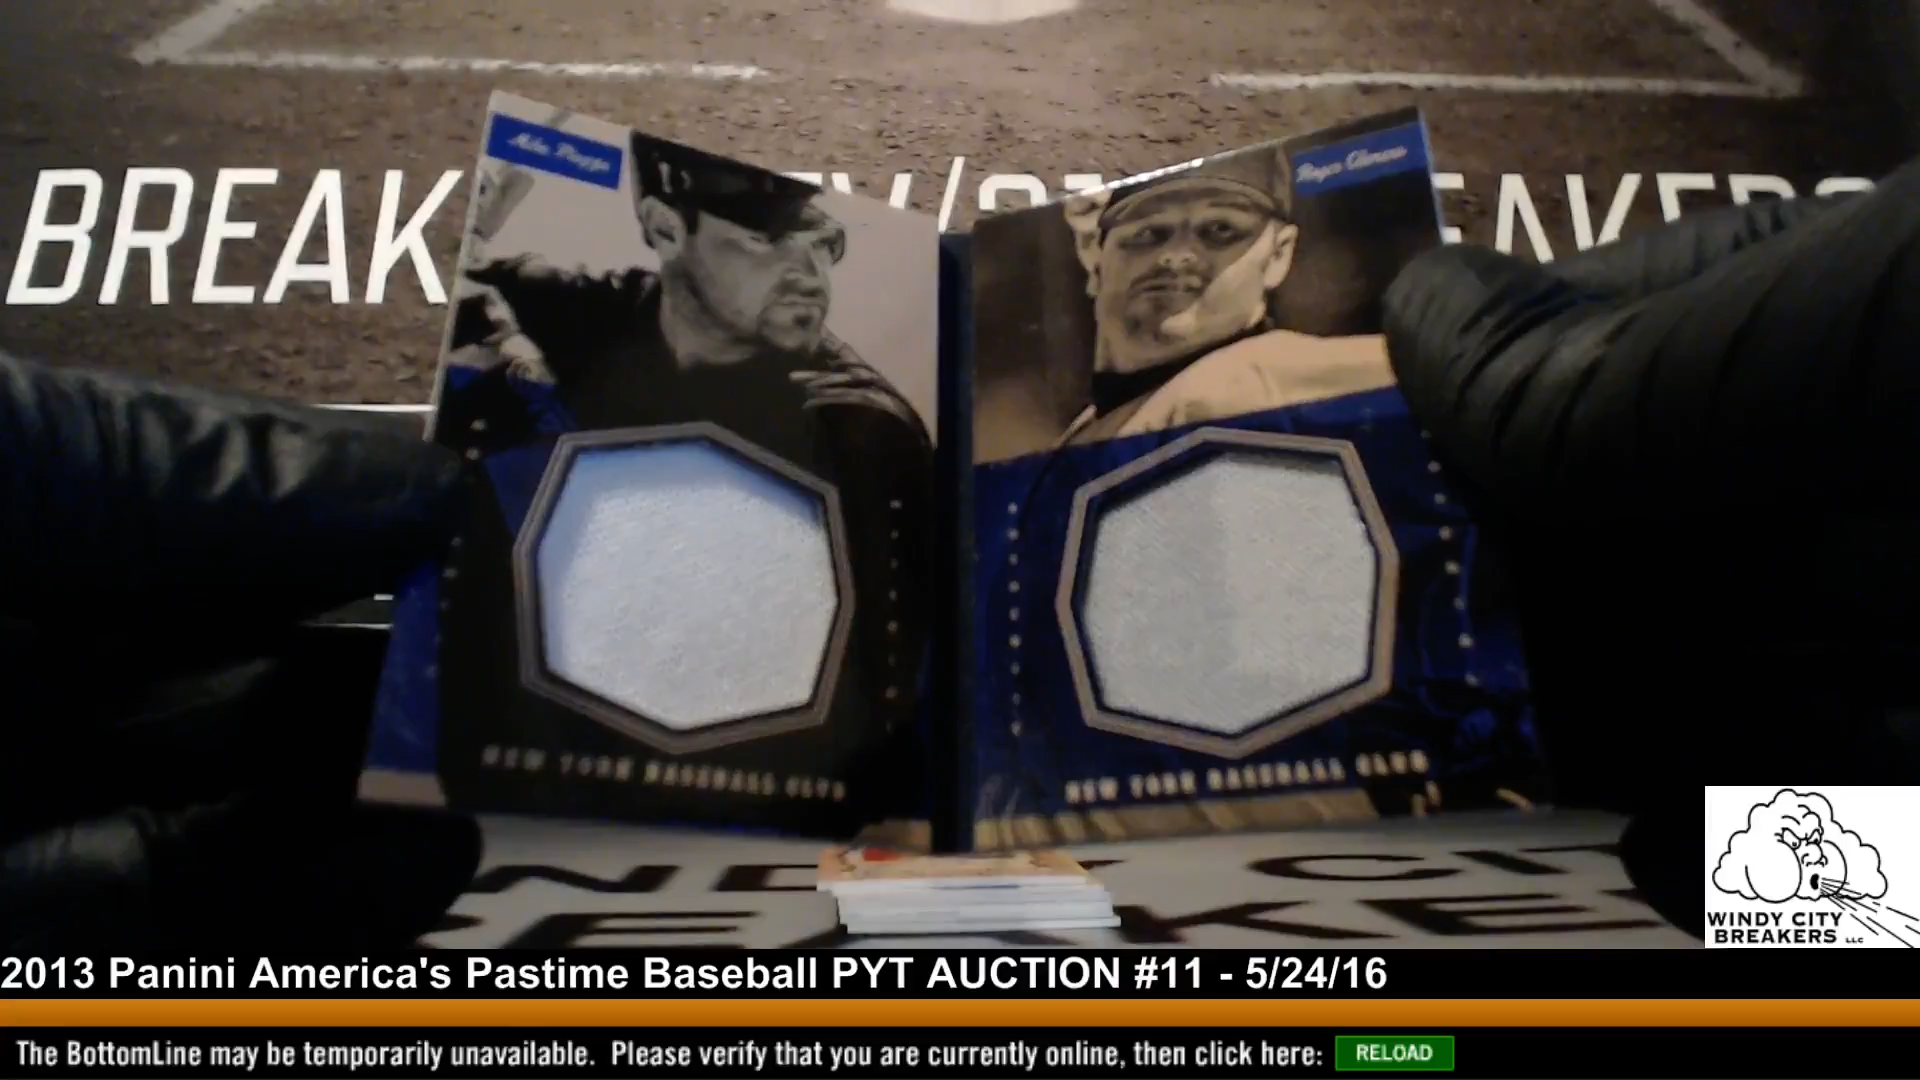 BREAK
EAKERS
Mike Piazza
Roger Clemens
NEW YORK BASEBALL CLUB
NEW YORK BASEBALL CLUB
WINDY CITY
BREAKERS LLC
2013 Panini America's Pastime Baseball PYT AUCTION #11 - 5/24/16
The BottomLine may be temporarily unavailable. Please verify that you are currently online, then click here: RELOAD